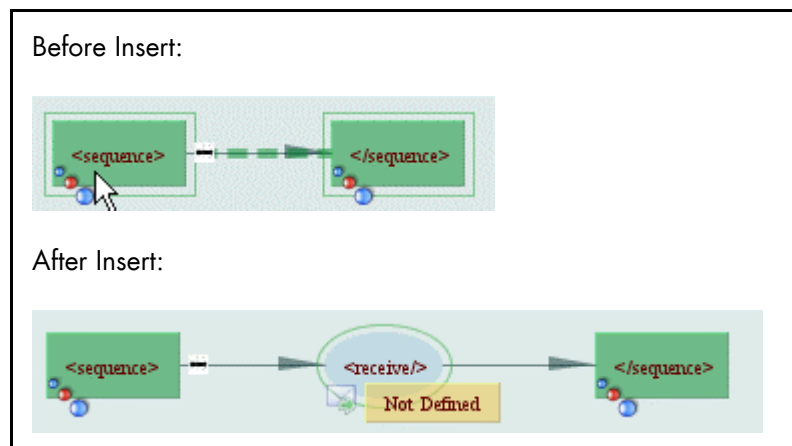 Before Insert:
<sequence> </sequence>
After Insert:
<sequence> <receive/> </sequence>
Not Defined